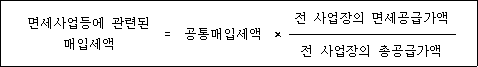 면세사업등에 관련된
매입세액
= 공통매입세액 ×
전 사업장의 면세공급가액
전 사업장의 총공급가액